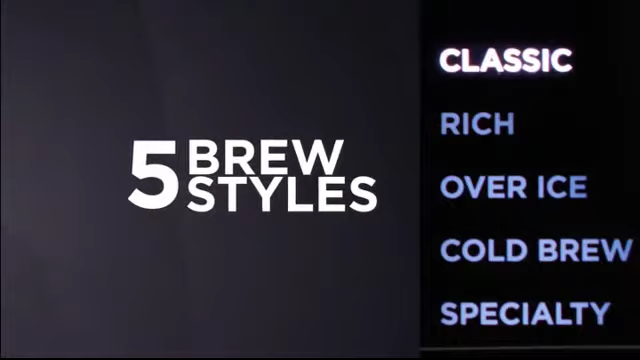 5 BREW
STYLES
CLASSIC
RICH
OVER ICE
COLD BREW
SPECIALTY